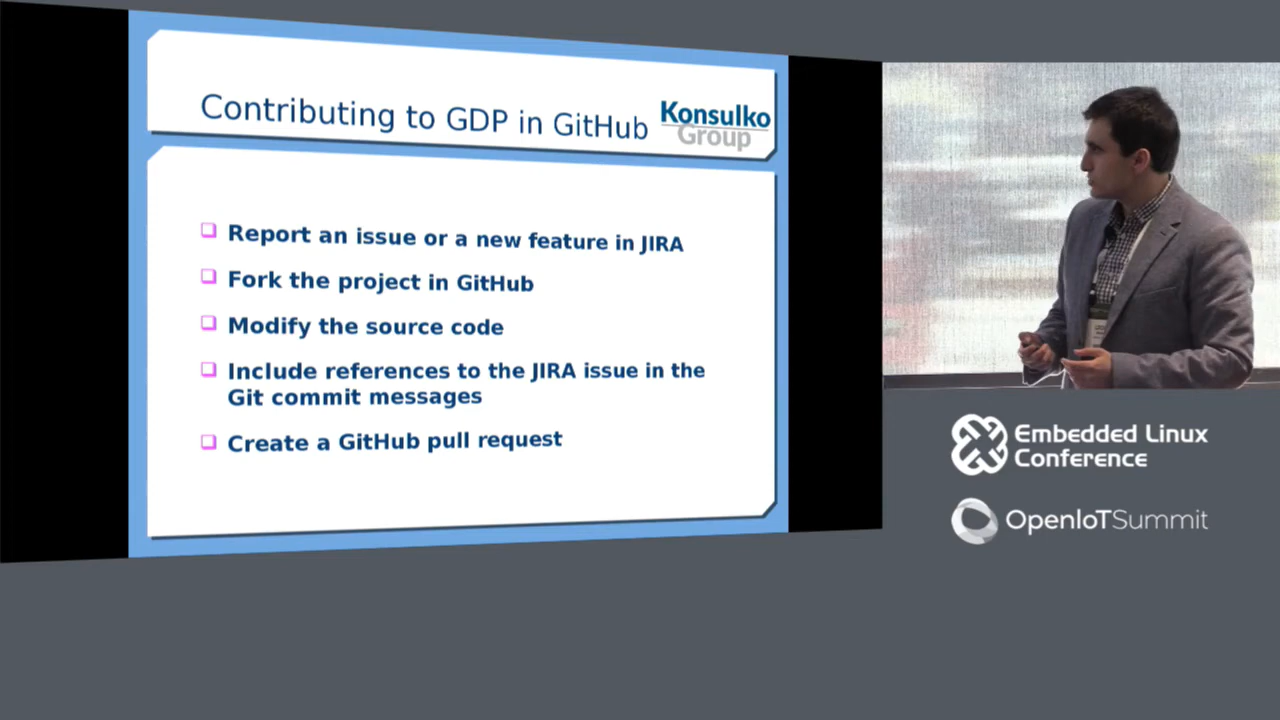 Contributing to GDP in GitHub
Konsulko
Group
Report an issue or a new feature in JIRA
Fork the project in GitHub
Modify the source code
Include references to the JIRA issue in the
Git commit messages
Create a GitHub pull request
Embedded Linux
Conference
OpenIoTSummit